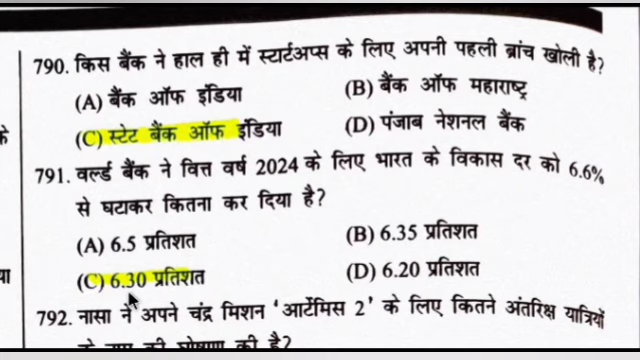 790. किस बैंक ने हाल ही में स्टार्टअप्स के लिए अपनी पहली ब्रांच खोली है?
(A) बैंक ऑफ इंडिया (B) बैंक ऑफ महाराष्ट्र
(C) स्टेट बैंक ऑफ इंडिया (D) पंजाब नेशनल बैंक
791. वर्ल्ड बैंक ने वित्त वर्ष 2024 के लिए भारत के विकास दर को 6.6%
से घटाकर कितना कर दिया है?
(A) 6.5 प्रतिशत (B) 6.35 प्रतिशत
(C) 6.30 प्रतिशत (D) 6.20 प्रतिशत
792. नासा ने अपने चंद्र मिशन 'आर्टेमिस 2' के लिए कितने अंतरिक्ष यात्रियों
के नाम की घोषणा की है?